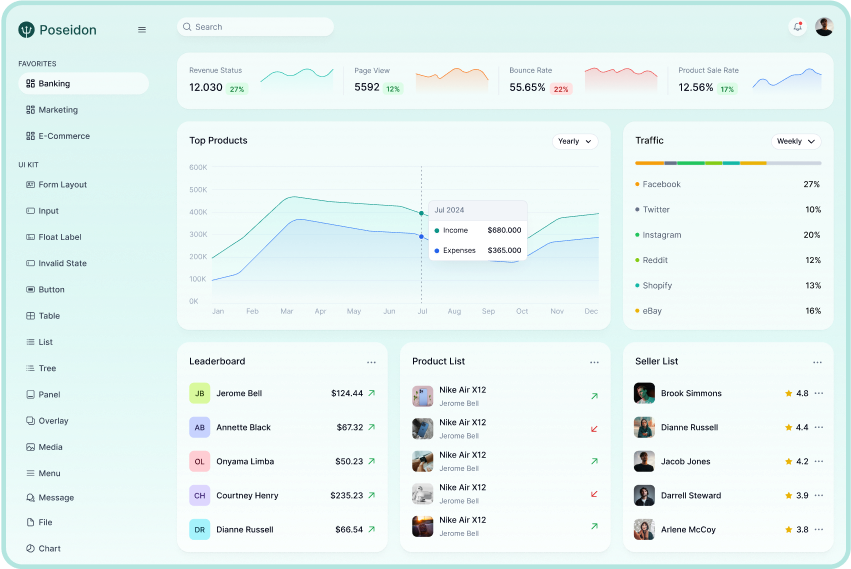 Poseidon
Search
FAVORITES
Banking
Marketing
E-Commerce
UI KIT
Form Layout
Input
Float Label
Invalid State
Button
Table
List
Tree
Panel
Overlay
Media
Menu
Message
File
Chart
Revenue Status
12.030 27%
Page View
5592 12%
Bounce Rate
55.65% 22%
Product Sale Rate
12.56% 17%
Top Products
Yearly
600K
500K
400K
300K
200K
100K
0K
Jan Feb Mar Apr May Jun Jul Aug Sep Oct Nov Dec
Jul 2024
Income $680.000
Expenses $365.000
Traffic
Weekly
Facebook 27%
Twitter 10%
Instagram 20%
Reddit 12%
Shopify 13%
eBay 16%
Leaderboard
JB Jerome Bell $124.44
AB Annette Black $67.32
OL Onyama Limba $50.23
CH Courtney Henry $235.23
DR Dianne Russell $66.54
Product List
Nike Air X12
Jerome Bell
Nike Air X12
Jerome Bell
Nike Air X12
Jerome Bell
Nike Air X12
Jerome Bell
Nike Air X12
Jerome Bell
Seller List
Brook Simmons 4.8
Dianne Russell 4.4
Jacob Jones 4.2
Darrell Steward 3.9
Arlene McCoy 3.8